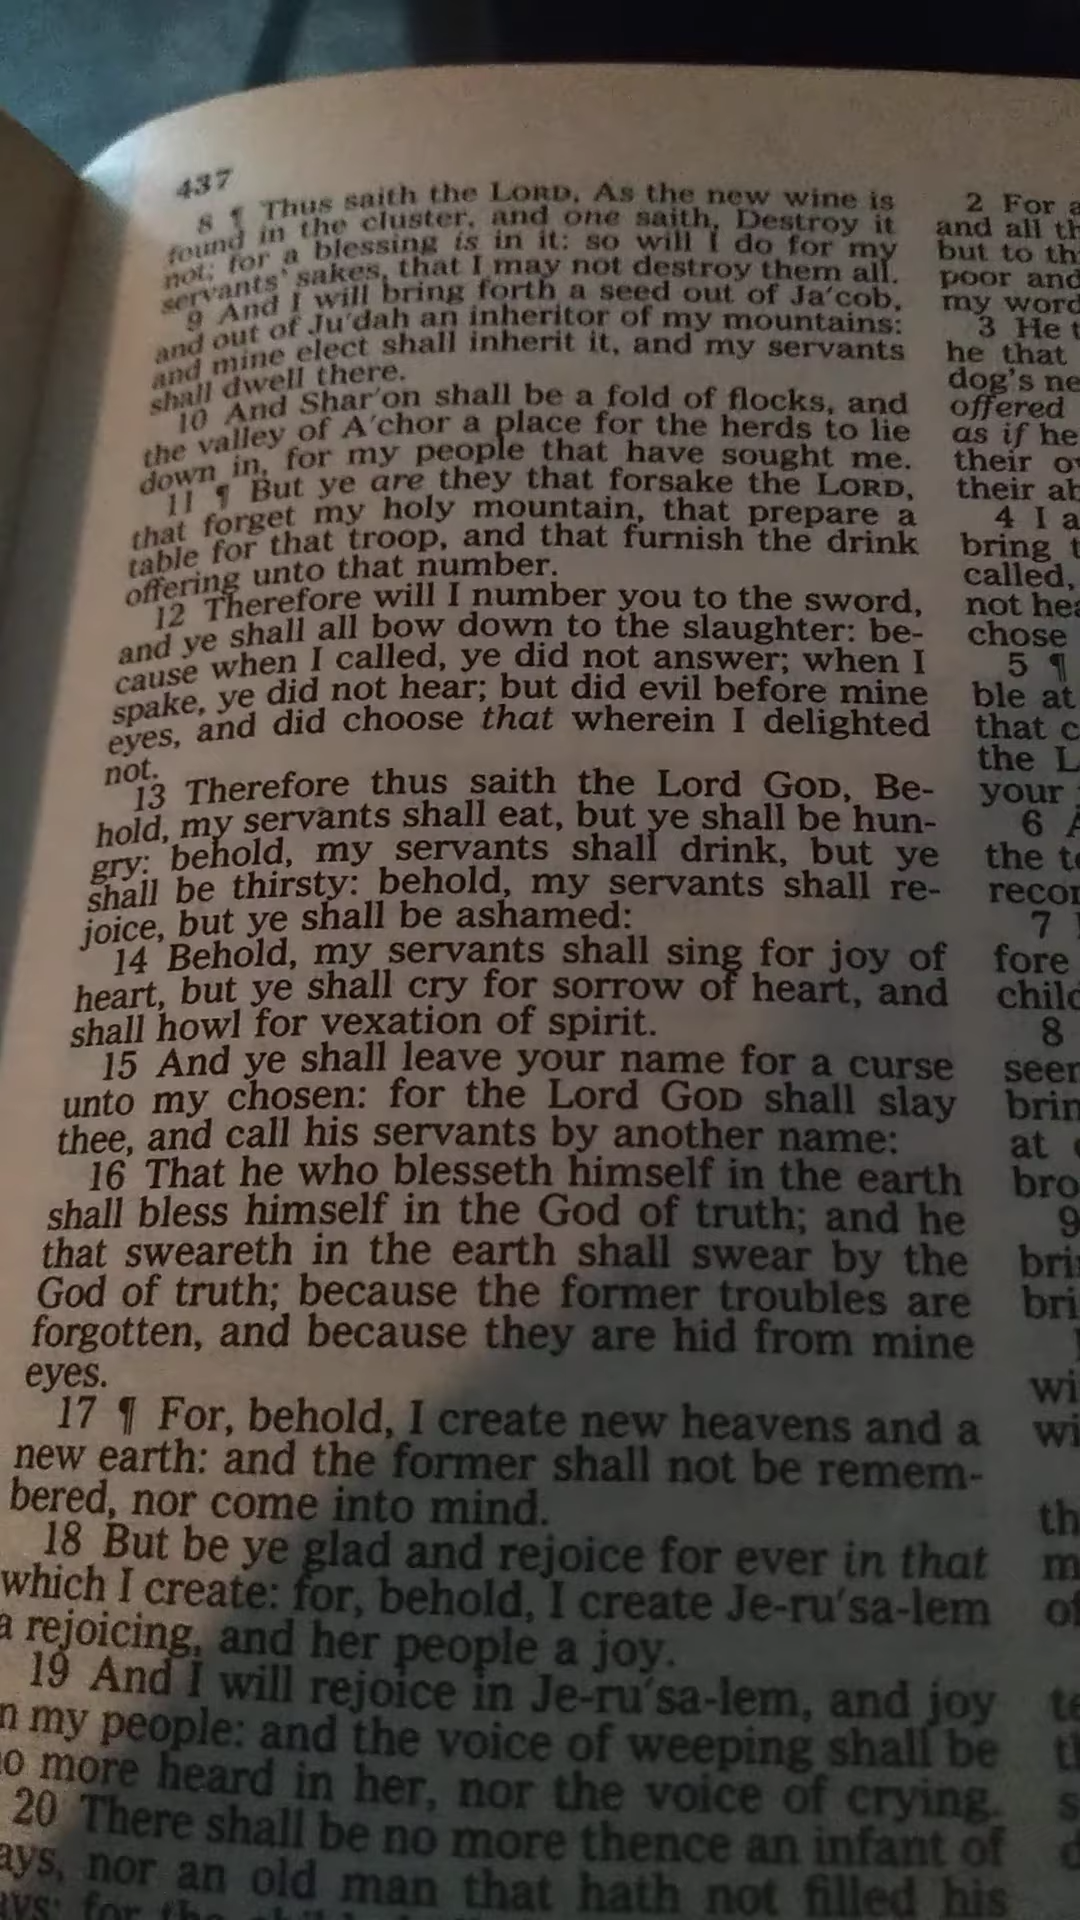 437
8 ¶ Thus saith the LORD, As the new wine is
found in the cluster, and one saith, Destroy it
not; for a blessing is in it: so will I do for my
servants' sakes, that I may not destroy them all.
9 And I will bring forth a seed out of Ja'cob,
and out of Ju'dah an inheritor of my mountains:
and mine elect shall inherit it, and my servants
shall dwell there.
10 And Shar'on shall be a fold of flocks, and
the valley of A'chor a place for the herds to lie
down in, for my people that have sought me.
11 ¶ But ye are they that forsake the LORD,
that forget my holy mountain, that prepare a
table for that troop, and that furnish the drink
offering unto that number.
12 Therefore will I number you to the sword,
and ye shall all bow down to the slaughter: be-
cause when I called, ye did not answer; when I
spake, ye did not hear; but did evil before mine
eyes, and did choose that wherein I delighted
not.
13 Therefore thus saith the Lord GOD, Be-
hold, my servants shall eat, but ye shall be hun-
gry: behold, my servants shall drink, but ye
shall be thirsty: behold, my servants shall re-
joice, but ye shall be ashamed:
14 Behold, my servants shall sing for joy of
heart, but ye shall cry for sorrow of heart, and
shall howl for vexation of spirit.
15 And ye shall leave your name for a curse
unto my chosen: for the Lord GOD shall slay
thee, and call his servants by another name:
16 That he who blesseth himself in the earth
shall bless himself in the God of truth; and he
that sweareth in the earth shall swear by the
God of truth; because the former troubles are
forgotten, and because they are hid from mine
eyes.
17 ¶ For, behold, I create new heavens and a
new earth: and the former shall not be remem-
bered, nor come into mind.
18 But be ye glad and rejoice for ever in that
which I create: for, behold, I create Je-ru'sa-lem
a rejoicing, and her people a joy.
19 And I will rejoice in Je-ru'sa-lem, and joy
my people: and the voice of weeping shall be
more heard in her, nor the voice of crying.
20 There shall be no more thence an infant of
nor an old man that hath not filled his
for the
2 For
and all
but to
poor and
my word
3 He
he that
dog's
offered
as if he
their
their
4 I
bring
called,
not
chose
5 ¶
at
that
the
your
6
the
7
fore
8
at
9